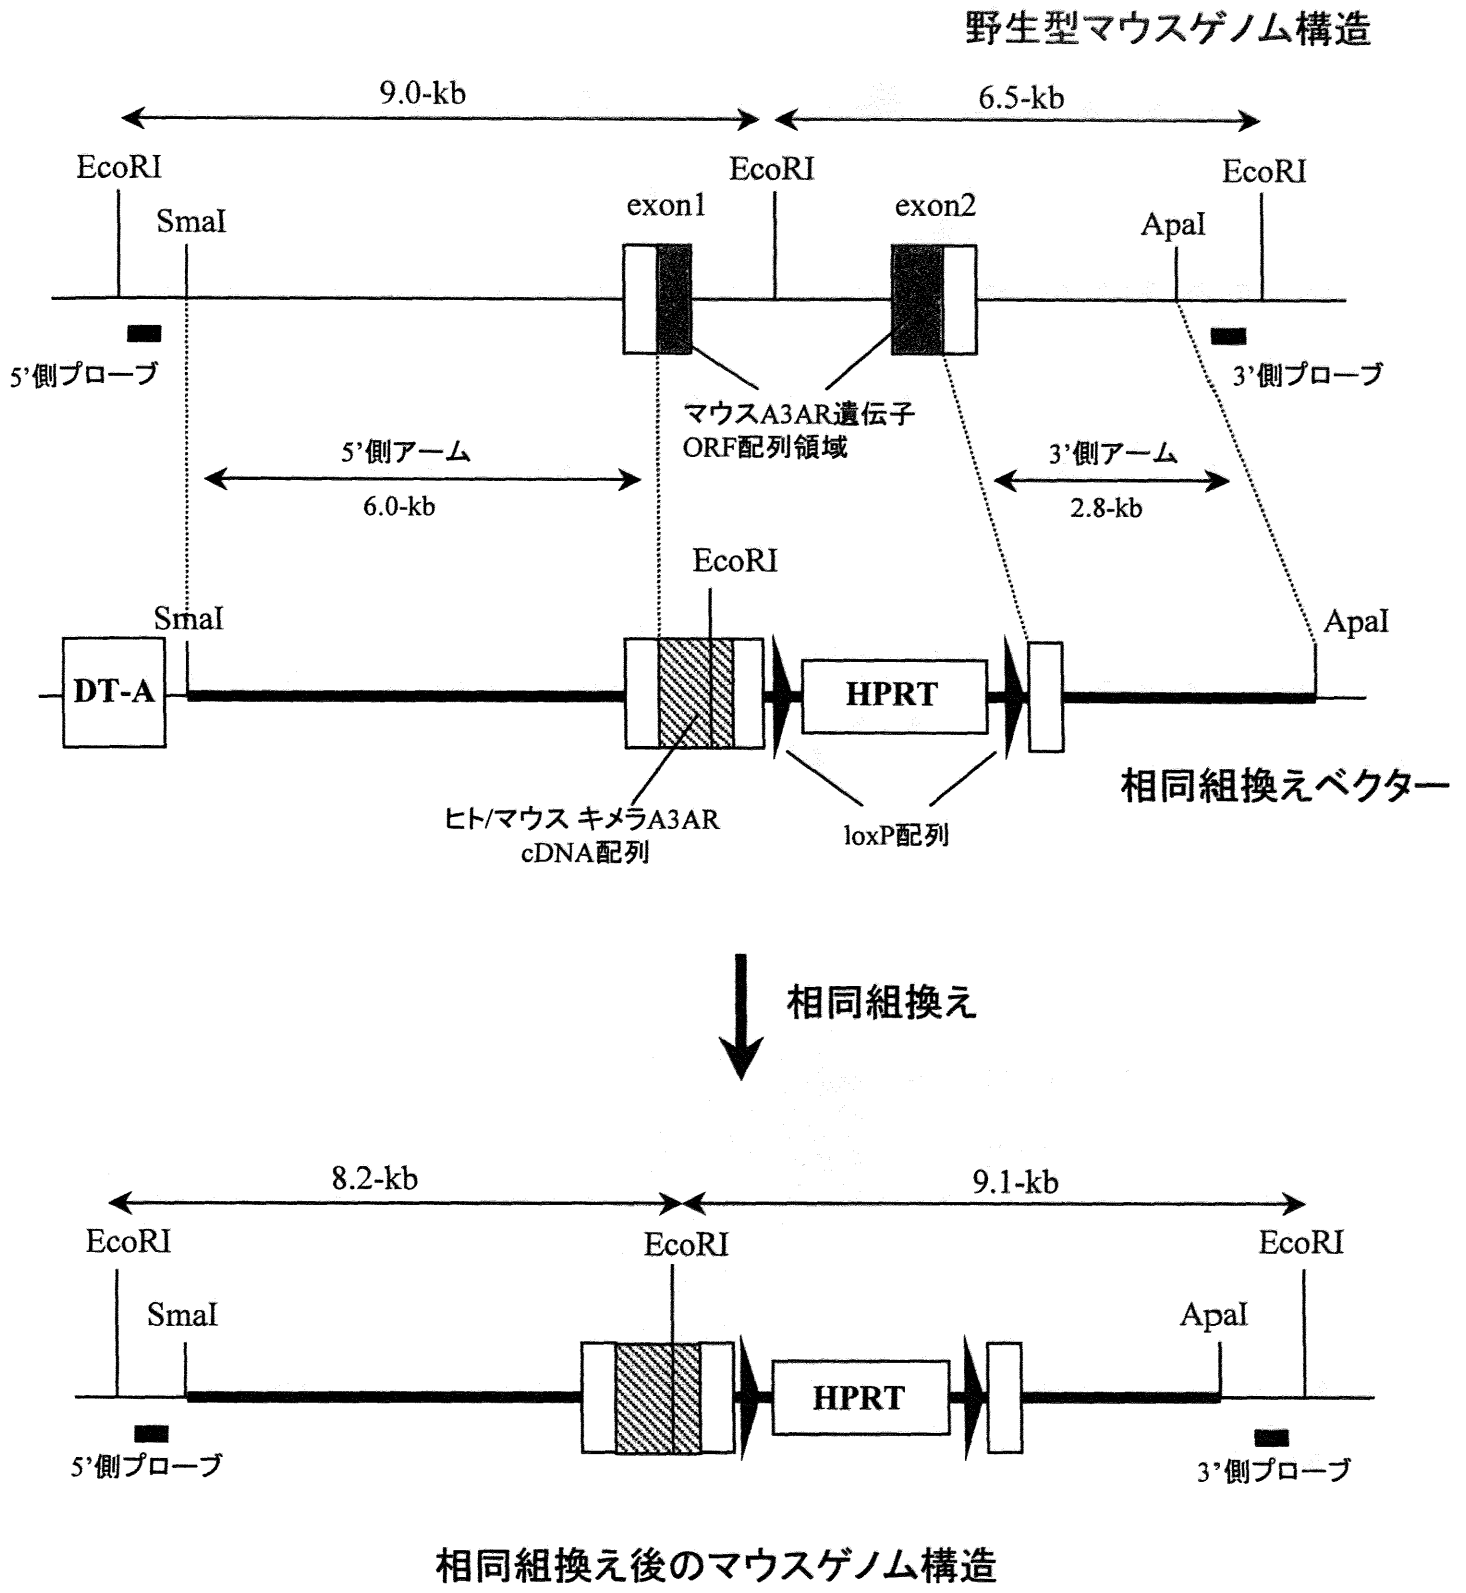 野生型マウスゲノム構造
9.0-kb
6.5-kb
EcoRI
EcoRI
EcoRI
SmaI
exon1
exon2
ApaI
5’側プローブ
3’側プローブ
マウスA3AR遺伝子
ORF配列領域
5’側アーム
6.0-kb
3’側アーム
2.8-kb
EcoRI
SmaI
ApaI
DT-A
HPRT
相同組換えベクター
ヒト/マウス キメラA3AR
cDNA配列
loxP配列
相同組換え
8.2-kb
9.1-kb
EcoRI
EcoRI
EcoRI
SmaI
ApaI
HPRT
5’側プローブ
3’側プローブ
相同組換え後のマウスゲノム構造